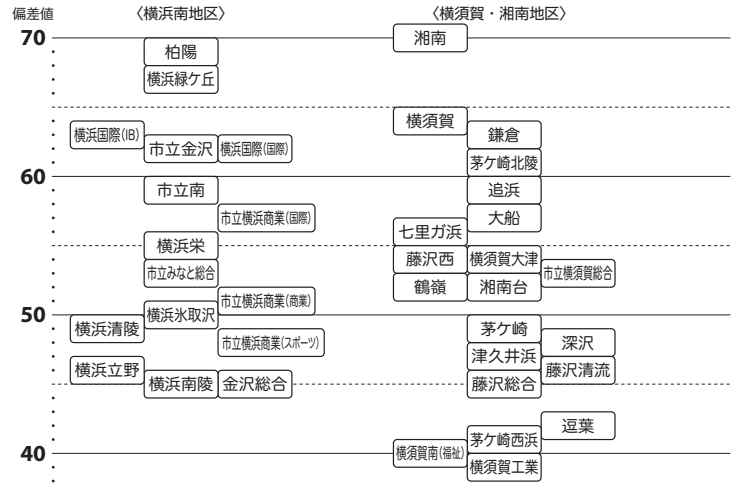 偏差値
〈横浜南地区〉
〈横須賀・湘南地区〉
70
湘南
柏陽
横浜緑ケ丘
横須賀
横浜国際(IB)
鎌倉
市立金沢
横浜国際(国際)
茅ケ崎北陵
60
市立南
追浜
市立横浜商業(国際)
大船
七里ガ浜
横浜栄
藤沢西
横須賀大津
市立みなと総合
市立横須賀総合
鶴嶺
湘南台
市立横浜商業(商業)
50
横浜氷取沢
横浜清陵
茅ケ崎
市立横浜商業(スポーツ)
深沢
津久井浜
横浜立野
藤沢清流
横浜南陵
金沢総合
藤沢総合
逗葉
茅ケ崎西浜
40
横須賀南(福祉)
横須賀工業